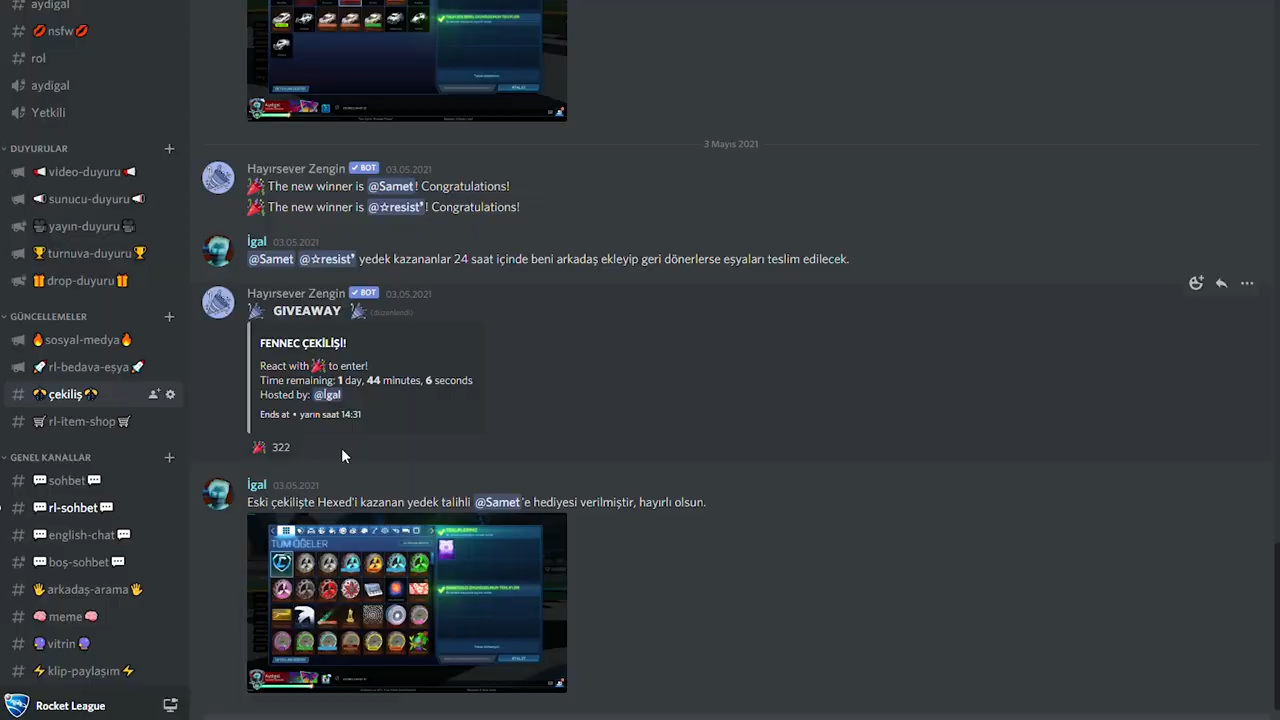 aydigal
nsfw
rol
aydigal
Yetkili
DUYURULAR
video-duyuru
sunucu-duyuru
yayın-duyuru
turnuva-duyuru
drop-duyuru
GÜNCELLEMELER
sosyal-medya
rl-bedava-eşya
çekiliş
rl-item-shop
GENEL KANALLAR
sohbet
rl-sohbet
english-chat
boş-sohbet
arkadaş-arama
meme
vitrin
klip-paylaşım
Rocket League
3 Mayıs 2021
Hayırsever Zengin BOT 03.05.2021
The new winner is @Samet! Congratulations!
The new winner is @☆resist*! Congratulations!
İgal 03.05.2021
@Samet @☆resist* yedek kazananlar 24 saat içinde beni arkadaş ekleyip geri dönerlerse eşyaları teslim edilecek.
Hayırsever Zengin BOT 03.05.2021
GIVEAWAY (düzenlendi)
FENNEC ÇEKİLİŞİ!
React with to enter!
Time remaining: 1 day, 44 minutes, 6 seconds
Hosted by: @İgal
Ends at • yarın saat 14:31
322
İgal 03.05.2021
Eski çekilişte Hexed'i kazanan yedek talihli @Samet'e hediyesi verilmiştir, hayırlı olsun.
TÜM ÖĞELER